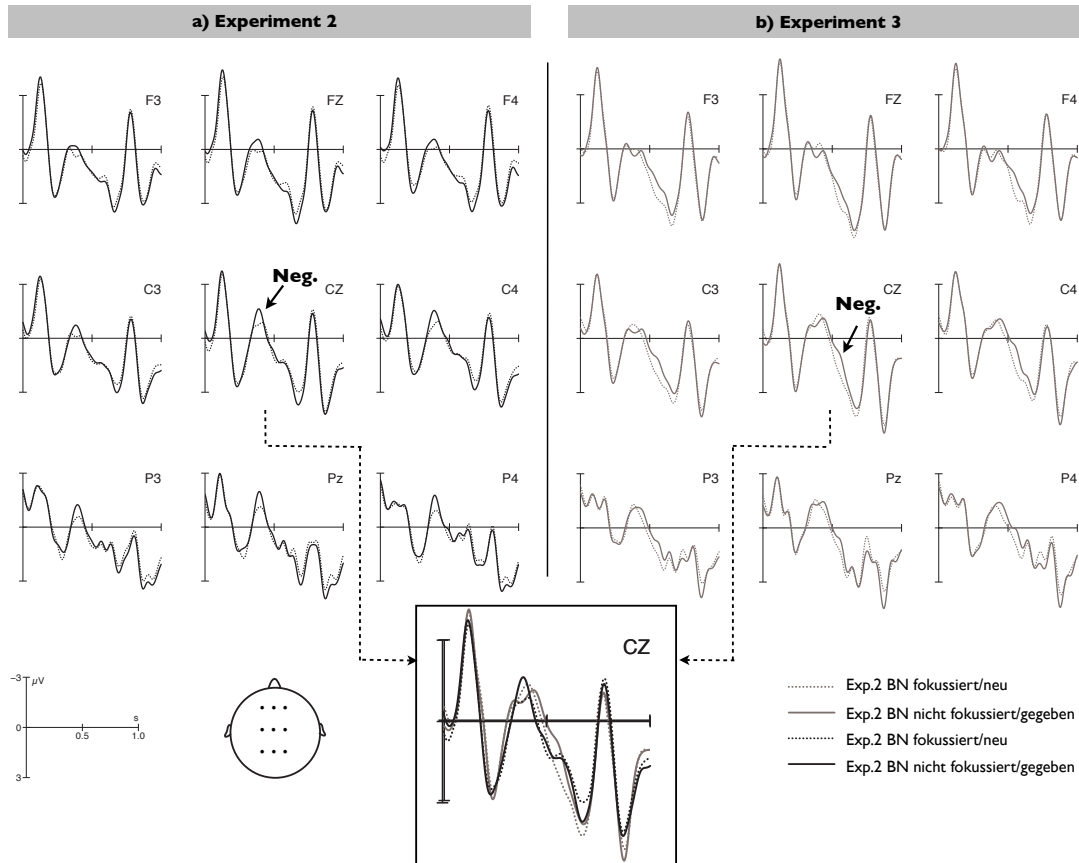 a) Experiment 2
b) Experiment 3
F3
FZ
F4
F3
FZ
F4
Neg.
C3
CZ
C4
C3
CZ
C4
Neg.
P3
Pz
P4
P3
Pz
P4
CZ
–3
µV
s
0
0.5
1.0
3
Exp.2 BN fokussiert/neu
Exp.2 BN nicht fokussiert/gegeben
Exp.2 BN fokussiert/neu
Exp.2 BN nicht fokussiert/gegeben